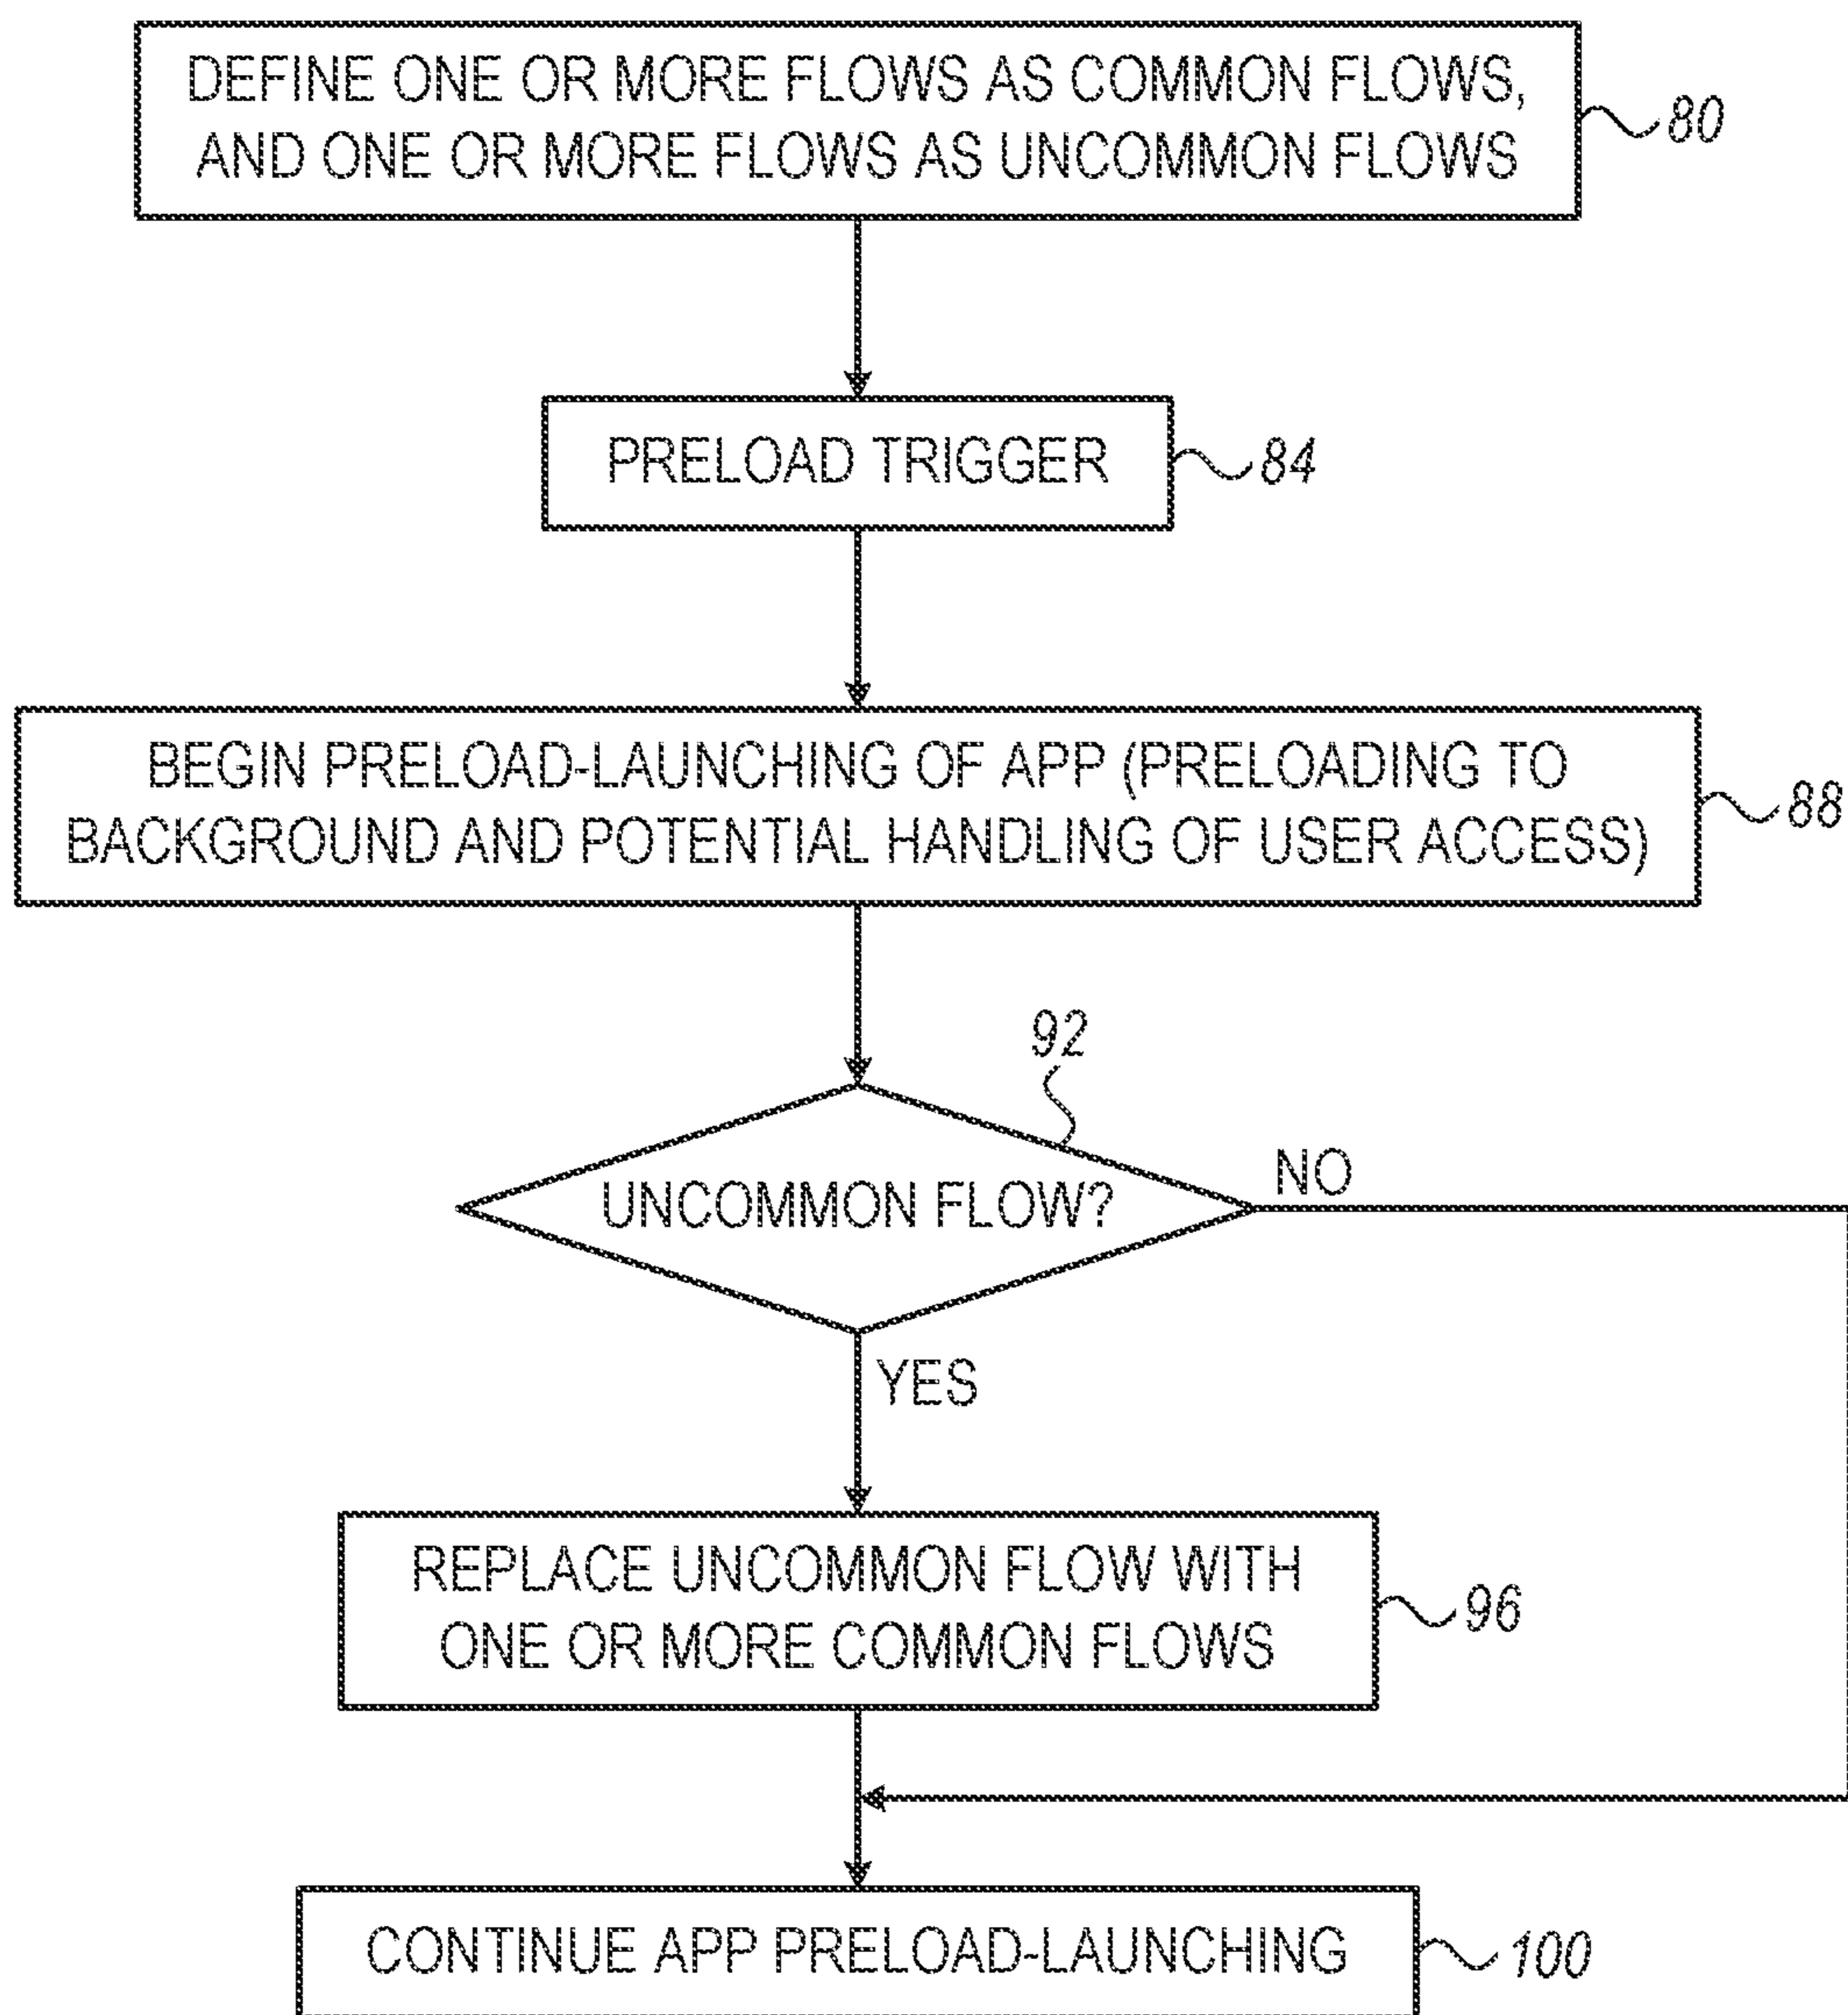 DEFINE ONE OR MORE FLOWS AS COMMON FLOWS,
AND ONE OR MORE FLOWS AS UNCOMMON FLOWS
80
PRELOAD TRIGGER
84
BEGIN PRELOAD-LAUNCHING OF APP (PRELOADING TO
BACKGROUND AND POTENTIAL HANDLING OF USER ACCESS)
88
92
UNCOMMON FLOW?
NO
YES
REPLACE UNCOMMON FLOW WITH
ONE OR MORE COMMON FLOWS
96
CONTINUE APP PRELOAD-LAUNCHING
100